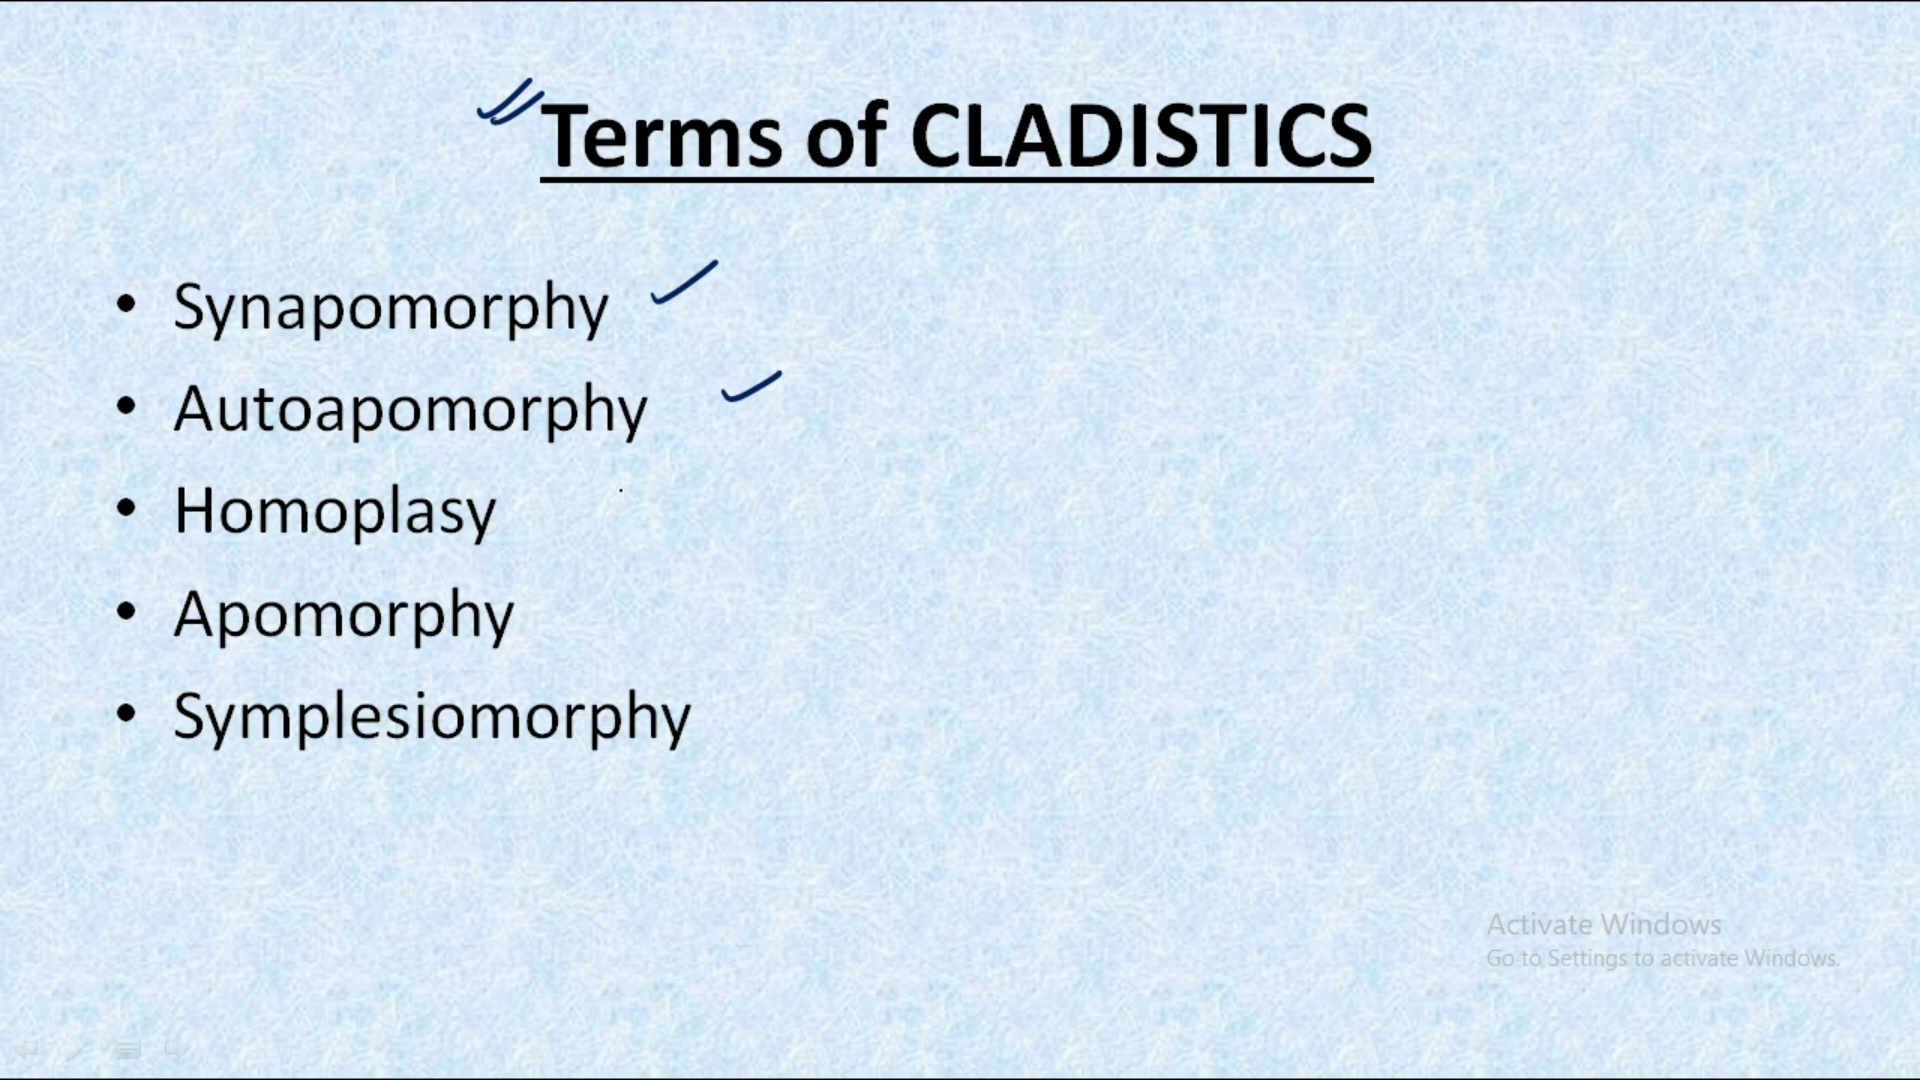 Terms of CLADISTICS
• Synapomorphy
• Autoapomorphy
• Homoplasy
• Apomorphy
• Symplesiomorphy
Activate Windows
Go to Settings to activate Windows.